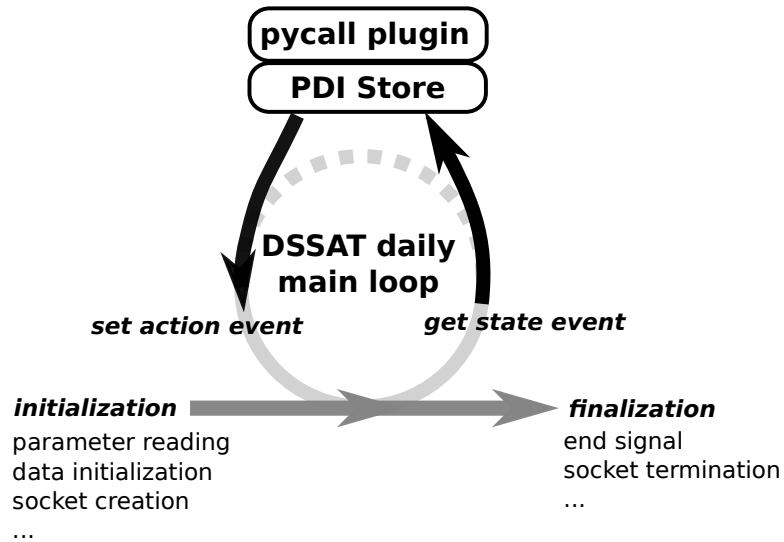 pycall plugin
PDI Store
DSSAT daily
main loop
set action event
get state event
initialization
parameter reading
data initialization
socket creation
...
finalization
end signal
socket termination
...